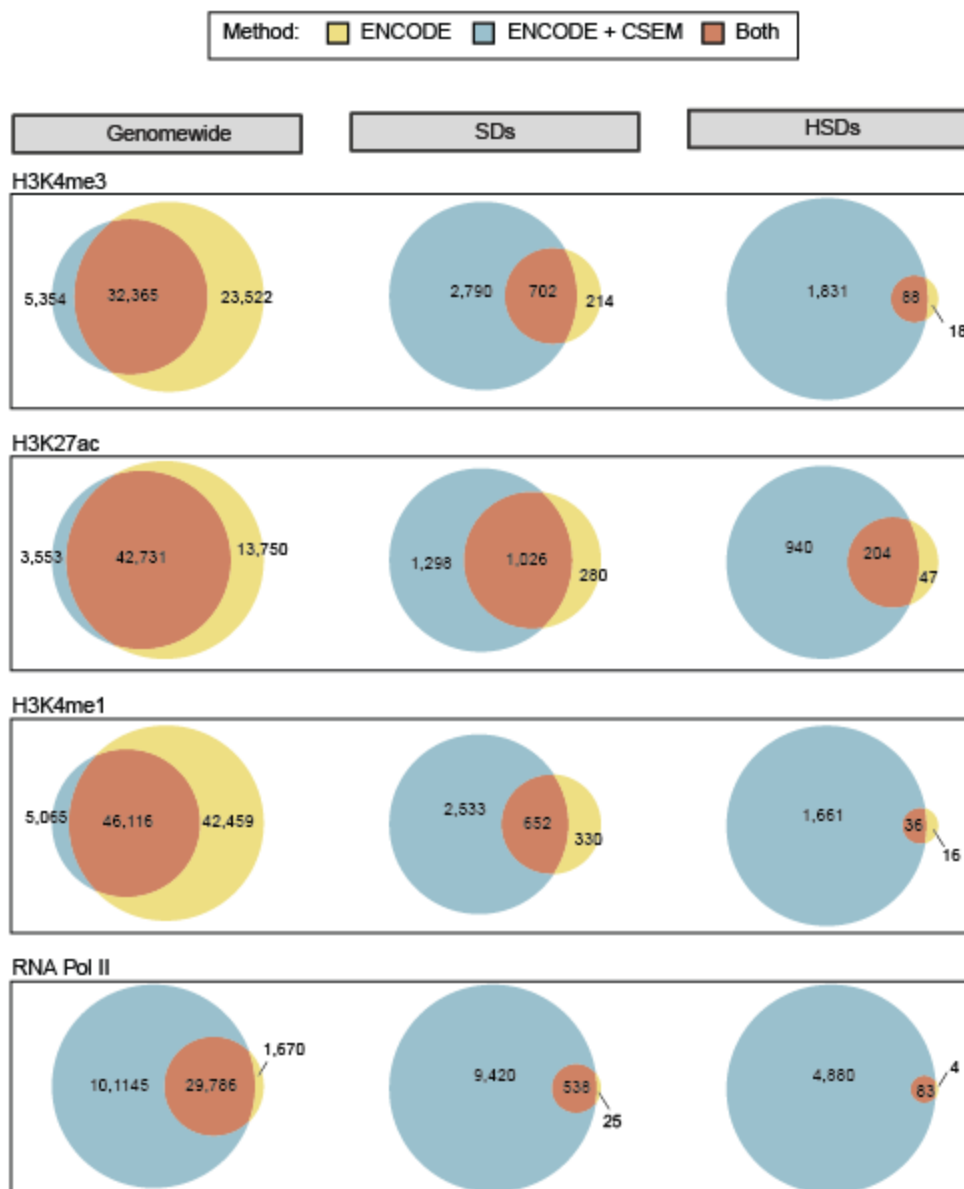 Method: ENCODE ENCODE + CSEM Both
Genomewide SDs HSDs
H3K4me3
5,354 32,365 23,522 2,790 702 214 1,831 88 18
H3K27ac
3,553 42,731 13,750 1,298 1,026 280 940 204 47
H3K4me1
5,065 46,116 42,459 2,533 652 330 1,661 36 16
RNA Pol II
10,1145 29,786 1,670 9,420 538 25 4,880 83 4